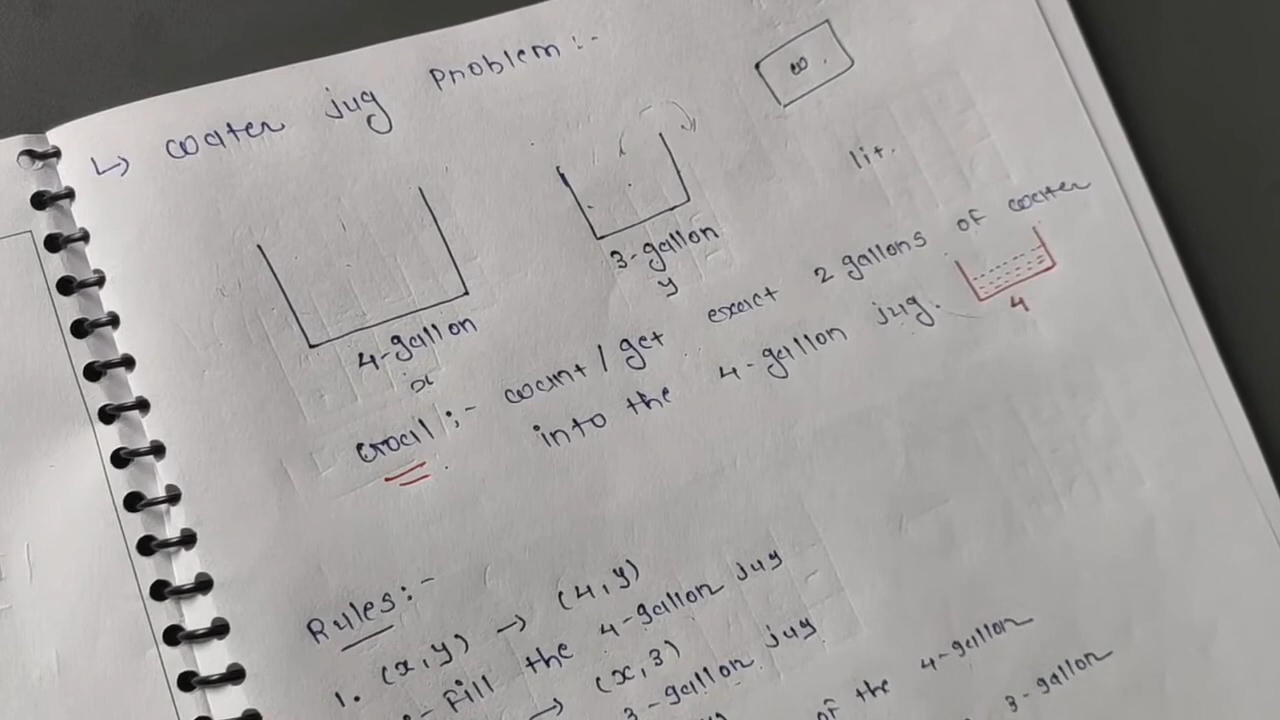 ↳ water jug problem :-
∞.
lit.
4-gallon
x
3-gallon
y
Goal :- want / get exact 2 gallons of water
into the 4-gallon jug.
4
Rules:-
1. (x, y) → (4, y)
- Fill the 4-gallon jug
→ (x, 3)
3-gallon jug
of the 4-gallon
3-gallon